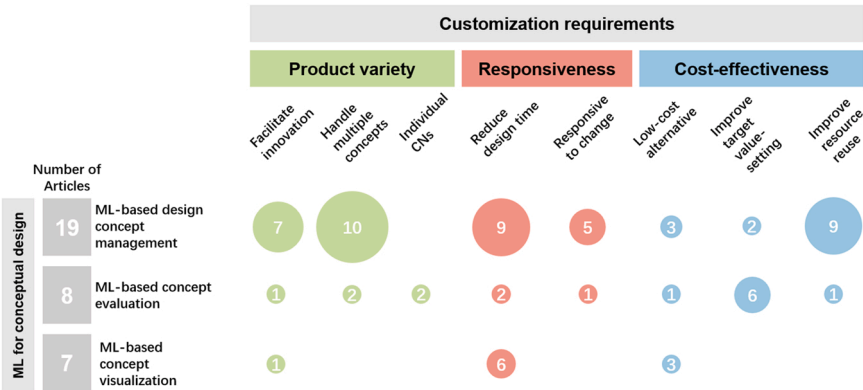 Customization requirements
Product variety
Responsiveness
Cost-effectiveness
Facilitate
innovation
Handle
multiple
concepts
Individual
CNs
Reduce
design time
Responsive
to change
Low-cost
alternative
Improve
target
value-
setting
Improve
resource
reuse
Number of
Articles
ML for conceptual design
19
ML-based design
concept
management
7
10
9
5
3
2
9
8
ML-based concept
evaluation
1
2
2
2
1
1
6
1
7
ML-based
concept
visualization
1
6
3